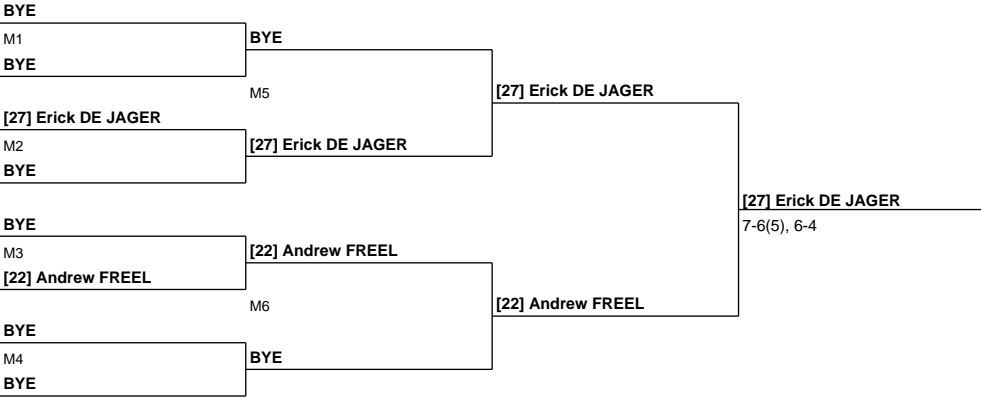 BYE
M1
BYE
BYE
M5
[27] Erick DE JAGER
[27] Erick DE JAGER
M2
[27] Erick DE JAGER
BYE
[27] Erick DE JAGER
7-6(5), 6-4
BYE
M3
[22] Andrew FREEL
[22] Andrew FREEL
M6
[22] Andrew FREEL
BYE
M4
BYE
BYE